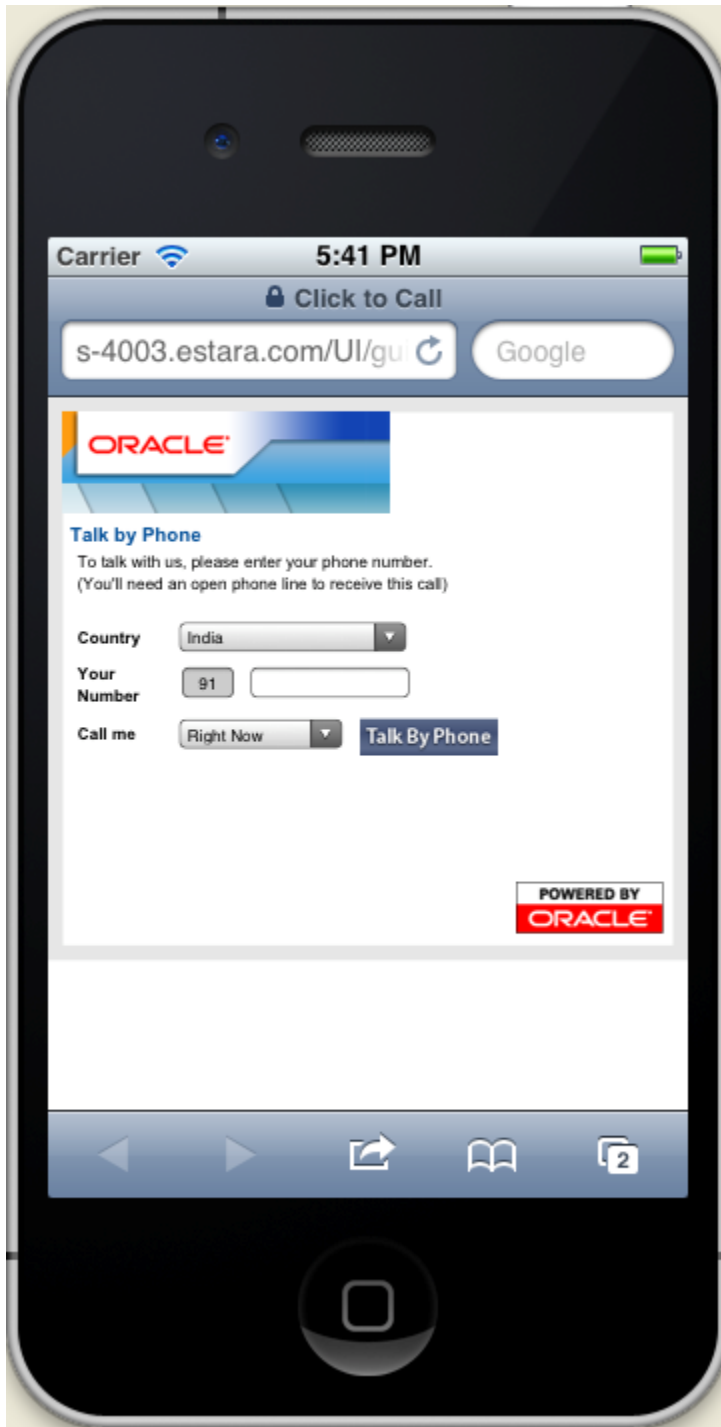 Carrier 5:41 PM
Click to Call
s-4003.estara.com/UI/gu Google
ORACLE
Talk by Phone
To talk with us, please enter your phone number.
(You'll need an open phone line to receive this call)
Country India
Your
Number 91
Call me Right Now Talk By Phone
POWERED BY
ORACLE
2